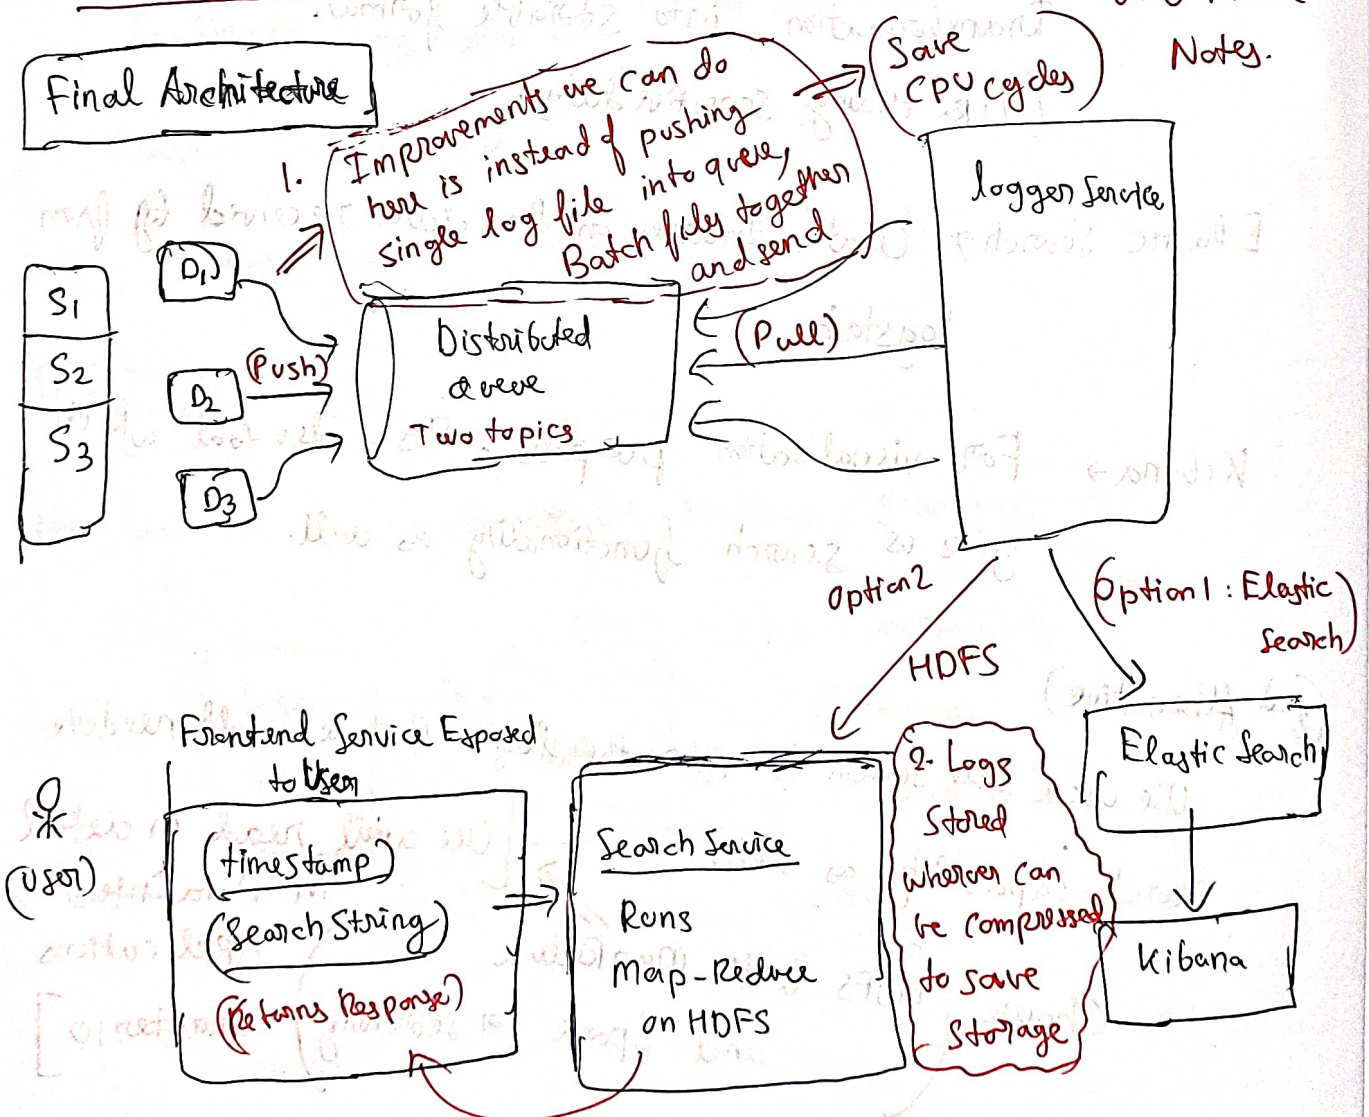 Final Architecture
1. Improvements we can do
here is instead of pushing
single log file into queue,
Batch files together
and send
Save
CPU cycles
Notes.
logger service
S1
S2
S3
D1
D2
D3
(Push)
Distributed
Queue
Two topics
(Pull)
Option2
HDFS
(Option1 : Elastic
Search)
Elastic Search
Kibana
Frontend Service Exposed
to User
(User)
(timestamp)
(Search String)
(Returns Response)
Search Service
Runs
Map-Reduce
on HDFS
2. Logs
Stored
wherver can
be compressed
to save
storage